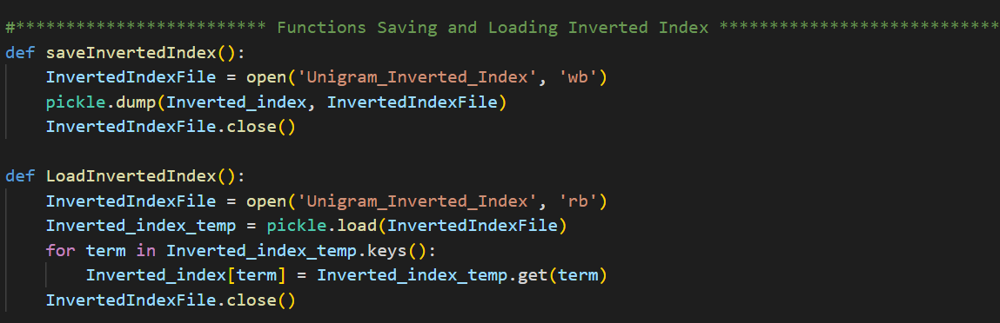 #************************* Functions Saving and Loading Inverted Index ****************************
def saveInvertedIndex():
    InvertedIndexFile = open('Unigram_Inverted_Index', 'wb')
    pickle.dump(Inverted_index, InvertedIndexFile)
    InvertedIndexFile.close()

def LoadInvertedIndex():
    InvertedIndexFile = open('Unigram_Inverted_Index', 'rb')
    Inverted_index_temp = pickle.load(InvertedIndexFile)
    for term in Inverted_index_temp.keys():
        Inverted_index[term] = Inverted_index_temp.get(term)
    InvertedIndexFile.close()